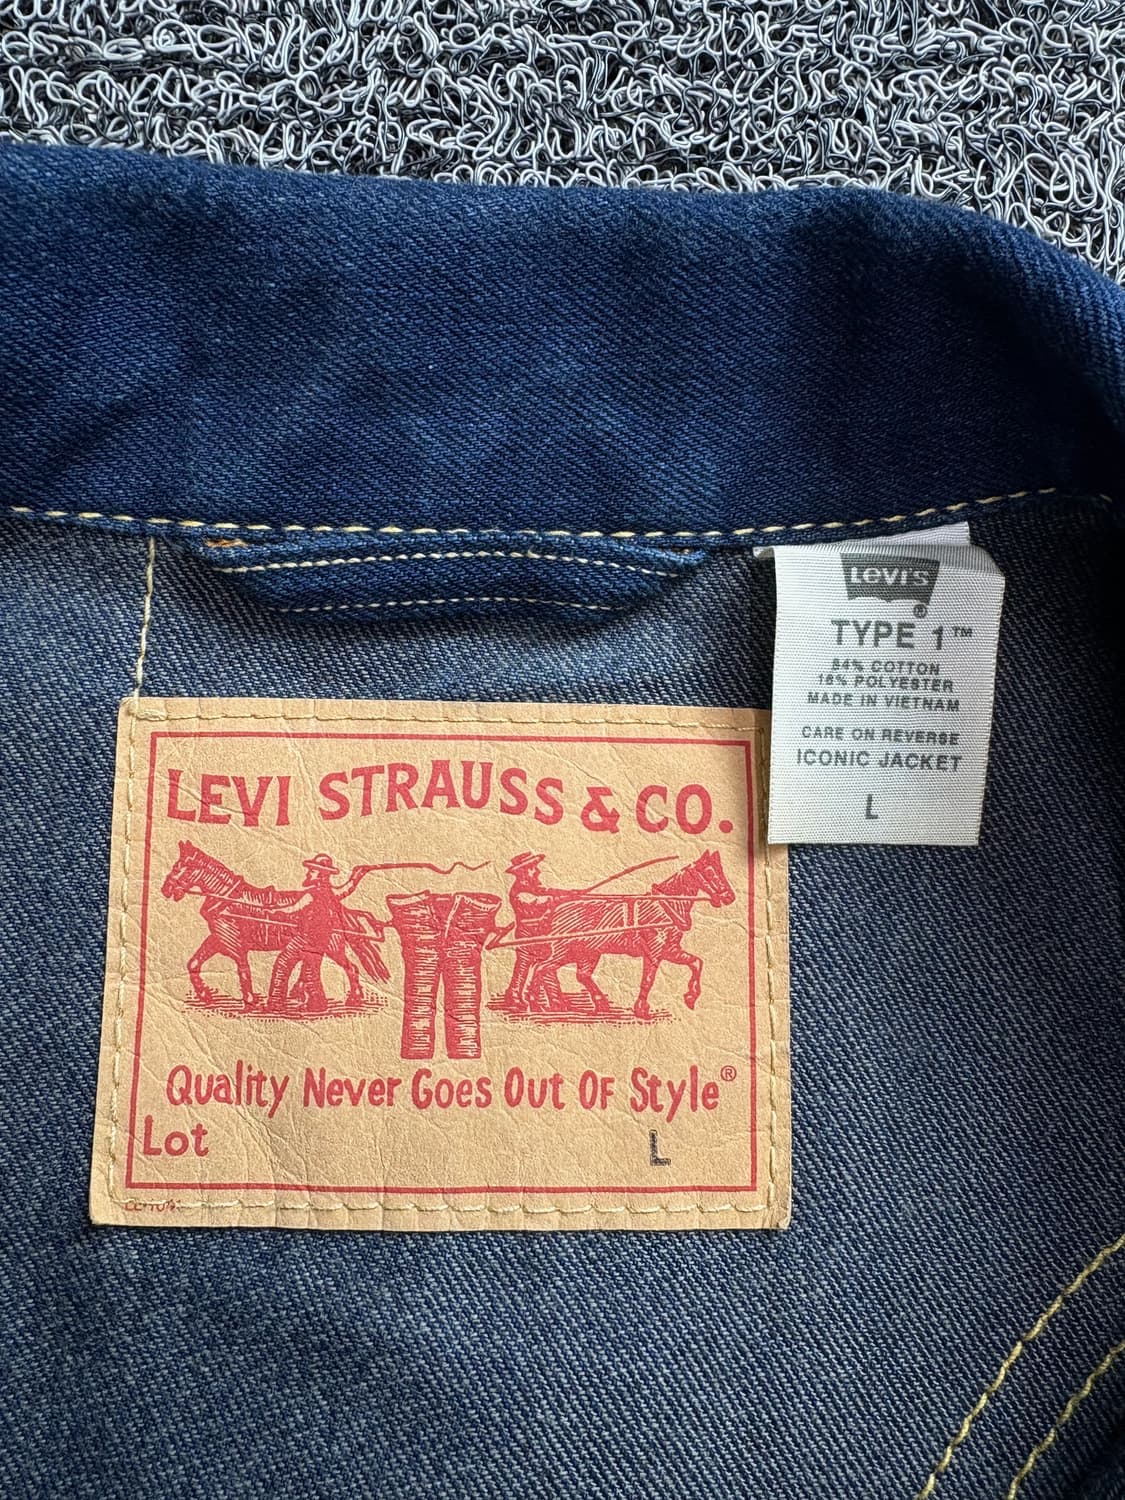 LEVI'S ®
TYPE 1™
84% COTTON
16% POLYESTER
MADE IN VIETNAM
CARE ON REVERSE
ICONIC JACKET
L
LEVI STRAUSS & CO.
Quality Never Goes Out Of Style®
Lot L